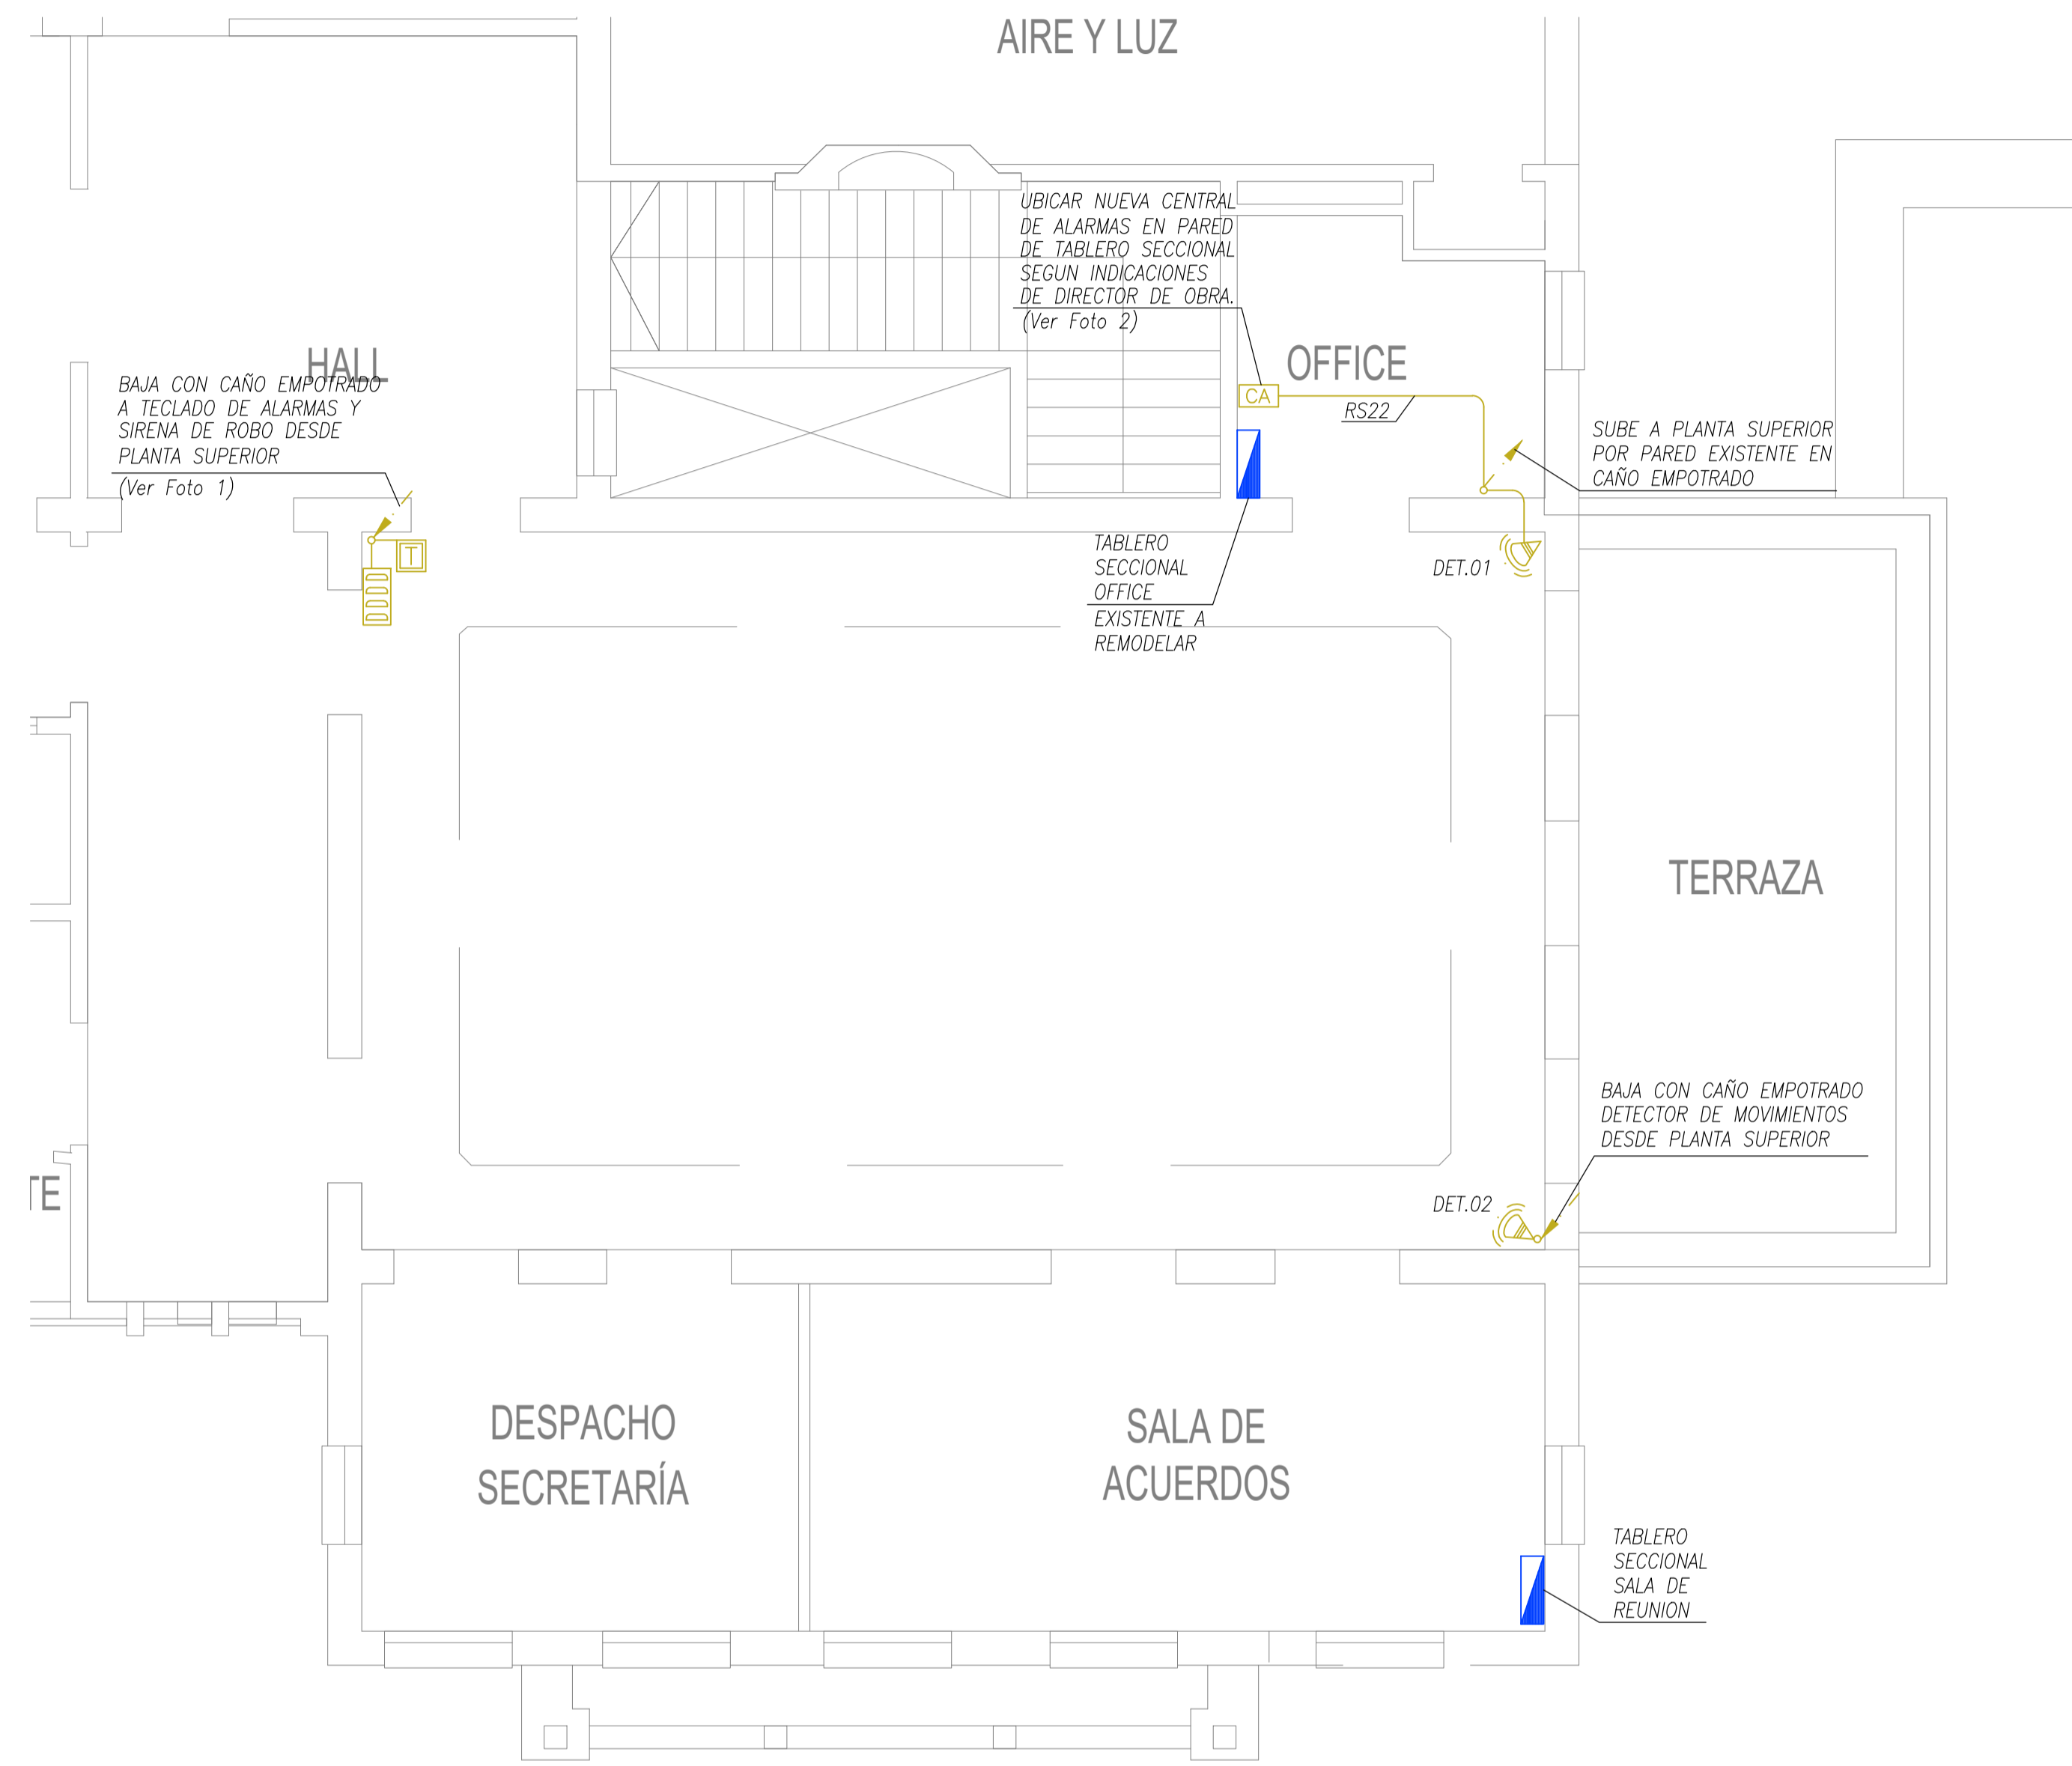 AIRE Y LUZ
UBICAR NUEVA CENTRAL
DE ALARMAS EN PARED
DE TABLERO SECCIONAL
SEGUN INDICACIONES
DE DIRECTOR DE OBRA.
(Ver Foto 2)
HALL
BAJA CON CAÑO EMPOTRADO
A TECLADO DE ALARMAS Y
SIRENA DE ROBO DESDE
PLANTA SUPERIOR
(Ver Foto 1)
OFFICE
CA
RS22
SUBE A PLANTA SUPERIOR
POR PARED EXISTENTE EN
CAÑO EMPOTRADO
T
TABLERO
SECCIONAL
OFFICE
EXISTENTE A
REMODELAR
DET.01
TERRAZA
BAJA CON CAÑO EMPOTRADO
DETECTOR DE MOVIMIENTOS
DESDE PLANTA SUPERIOR
TE
DET.02
DESPACHO
SECRETARÍA
SALA DE
ACUERDOS
TABLERO
SECCIONAL
SALA DE
REUNION